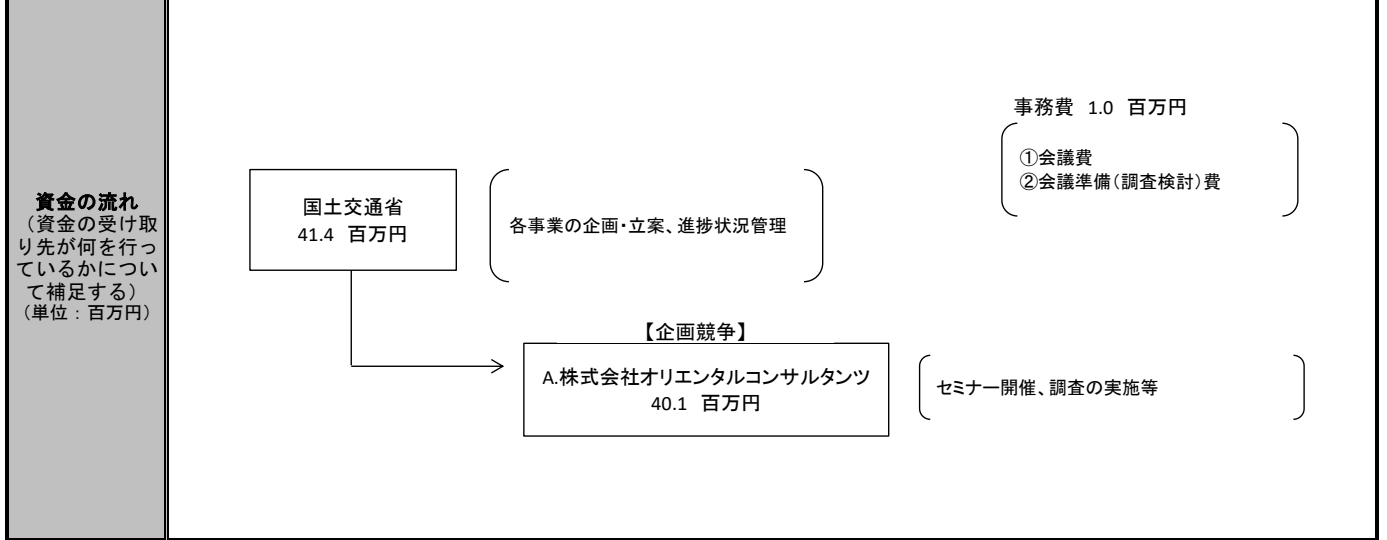 資金の流れ
（資金の受け取
り先が何を行っ
ているかについ
て補足する）
（単位：百万円）
事務費 1.0 百万円
①会議費
②会議準備（調査検討）費
国土交通省
41.4 百万円
各事業の企画・立案、進捗状況管理
【企画競争】
A.株式会社オリエンタルコンサルタンツ
40.1 百万円
セミナー開催、調査の実施等